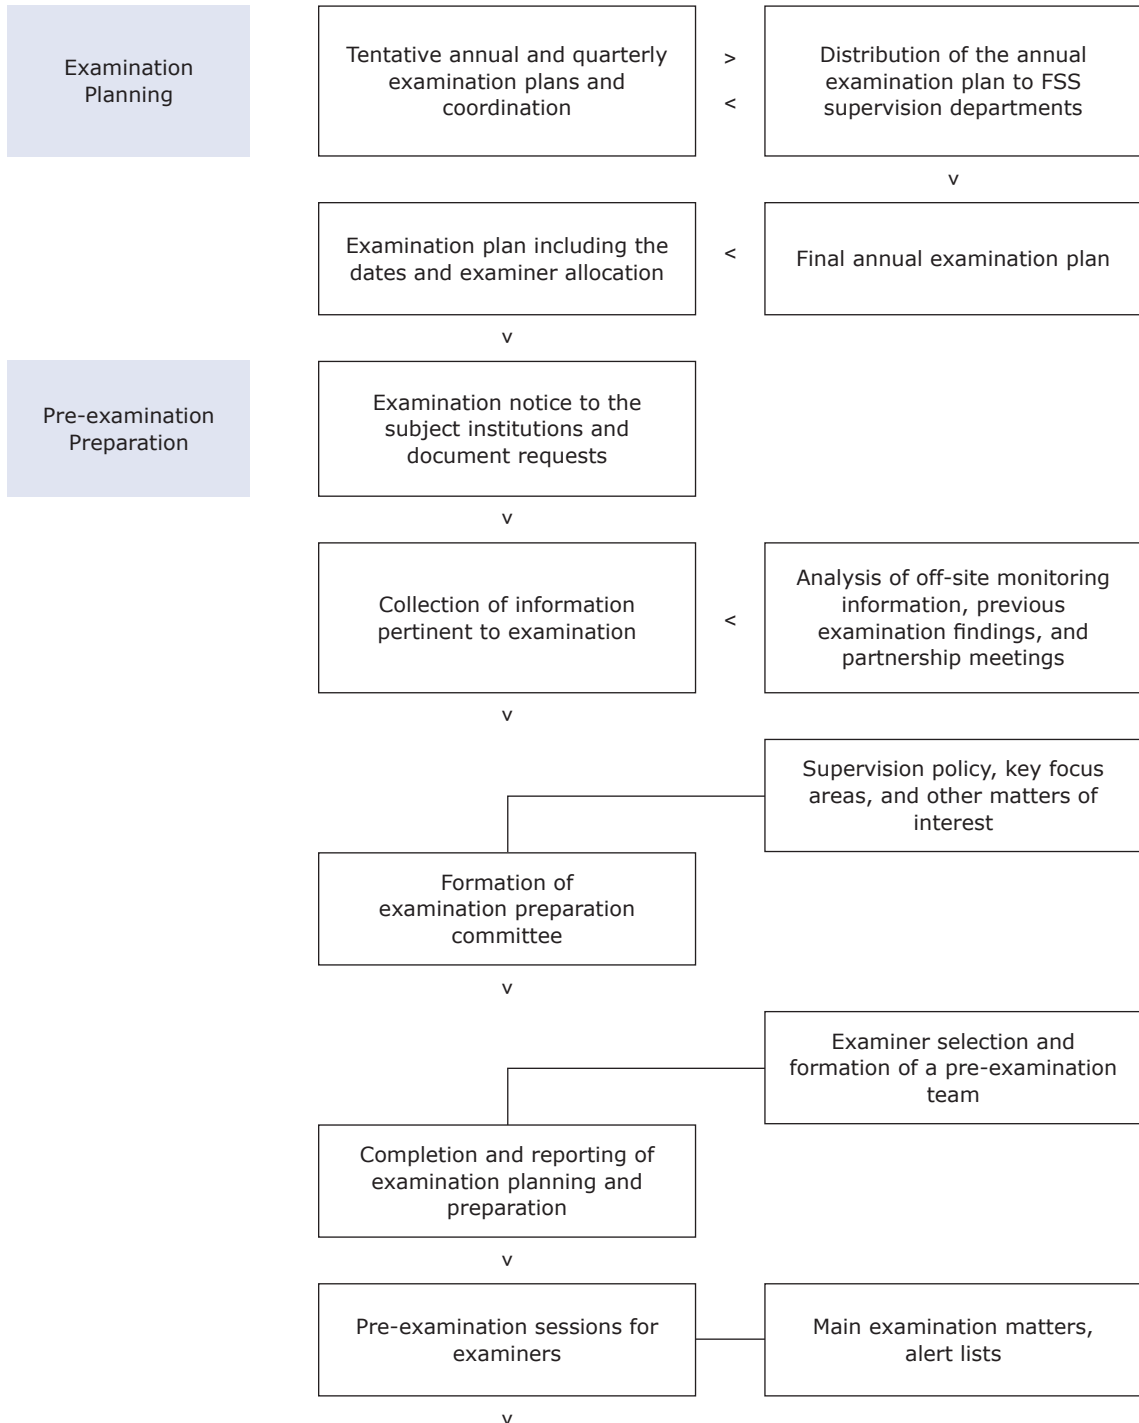 Examination
Planning
Tentative annual and quarterly
examination plans and
coordination
>
<
Distribution of the annual
examination plan to FSS
supervision departments
v
Examination plan including the
dates and examiner allocation
<
Final annual examination plan
v
Pre-examination
Preparation
Examination notice to the
subject institutions and
document requests
v
Collection of information
pertinent to examination
<
Analysis of off-site monitoring
information, previous
examination findings, and
partnership meetings
v
Supervision policy, key focus
areas, and other matters of
interest
Formation of
examination preparation
committee
v
Examiner selection and
formation of a pre-examination
team
Completion and reporting of
examination planning and
preparation
v
Pre-examination sessions for
examiners
Main examination matters,
alert lists
v